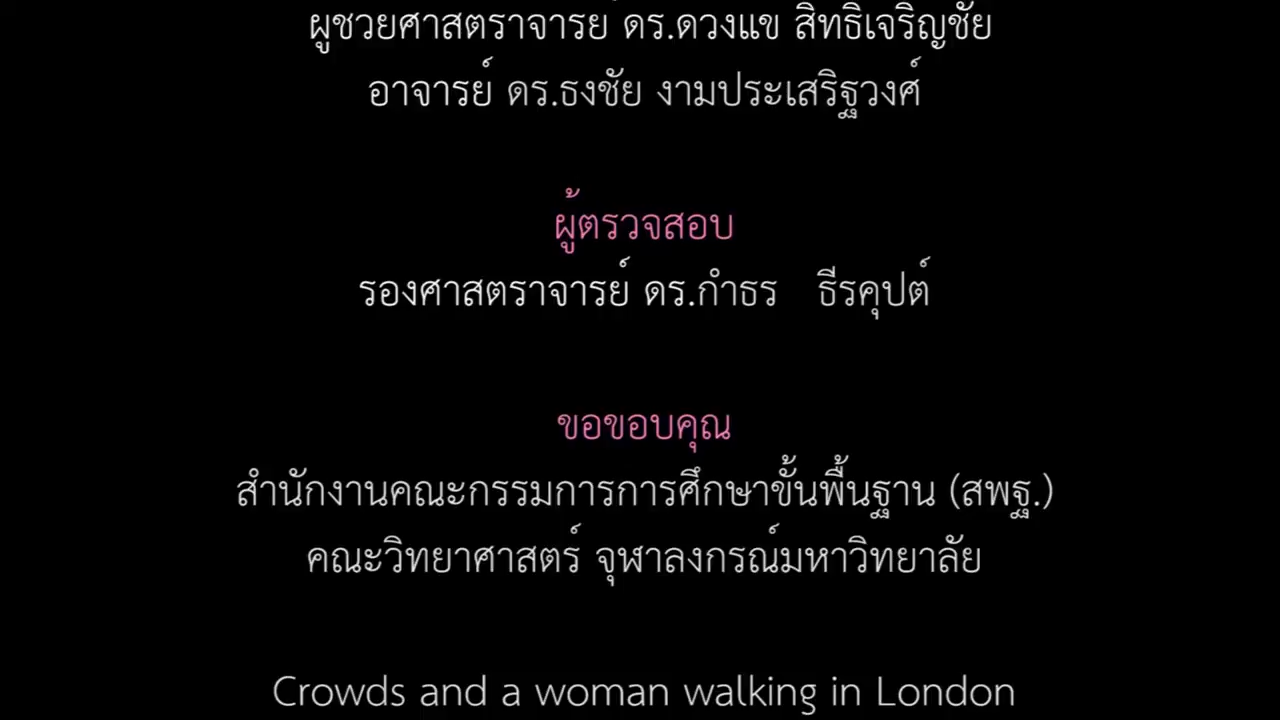 ผู้ช่วยศาสตราจารย์ ดร.ดวงแข สิทธิเจริญชัย
อาจารย์ ดร.ธงชัย งามประเสริฐวงศ์
ผู้ตรวจสอบ
รองศาสตราจารย์ ดร.กำธร ธีรคุปต์
ขอขอบคุณ
สำนักงานคณะกรรมการการศึกษาขั้นพื้นฐาน (สพฐ.)
คณะวิทยาศาสตร์ จุฬาลงกรณ์มหาวิทยาลัย
Crowds and a woman walking in London